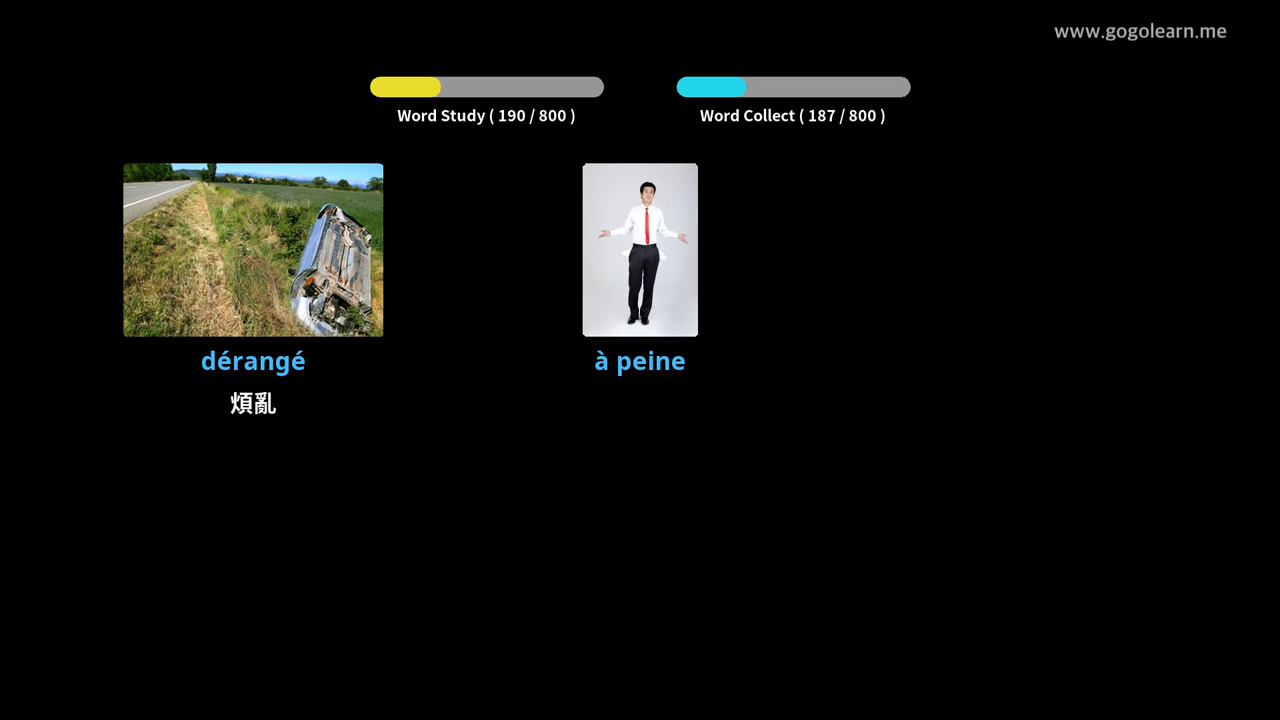 www.gogolearn.me
Word Study ( 190 / 800 )
Word Collect ( 187 / 800 )
dérangé
à peine
煩亂